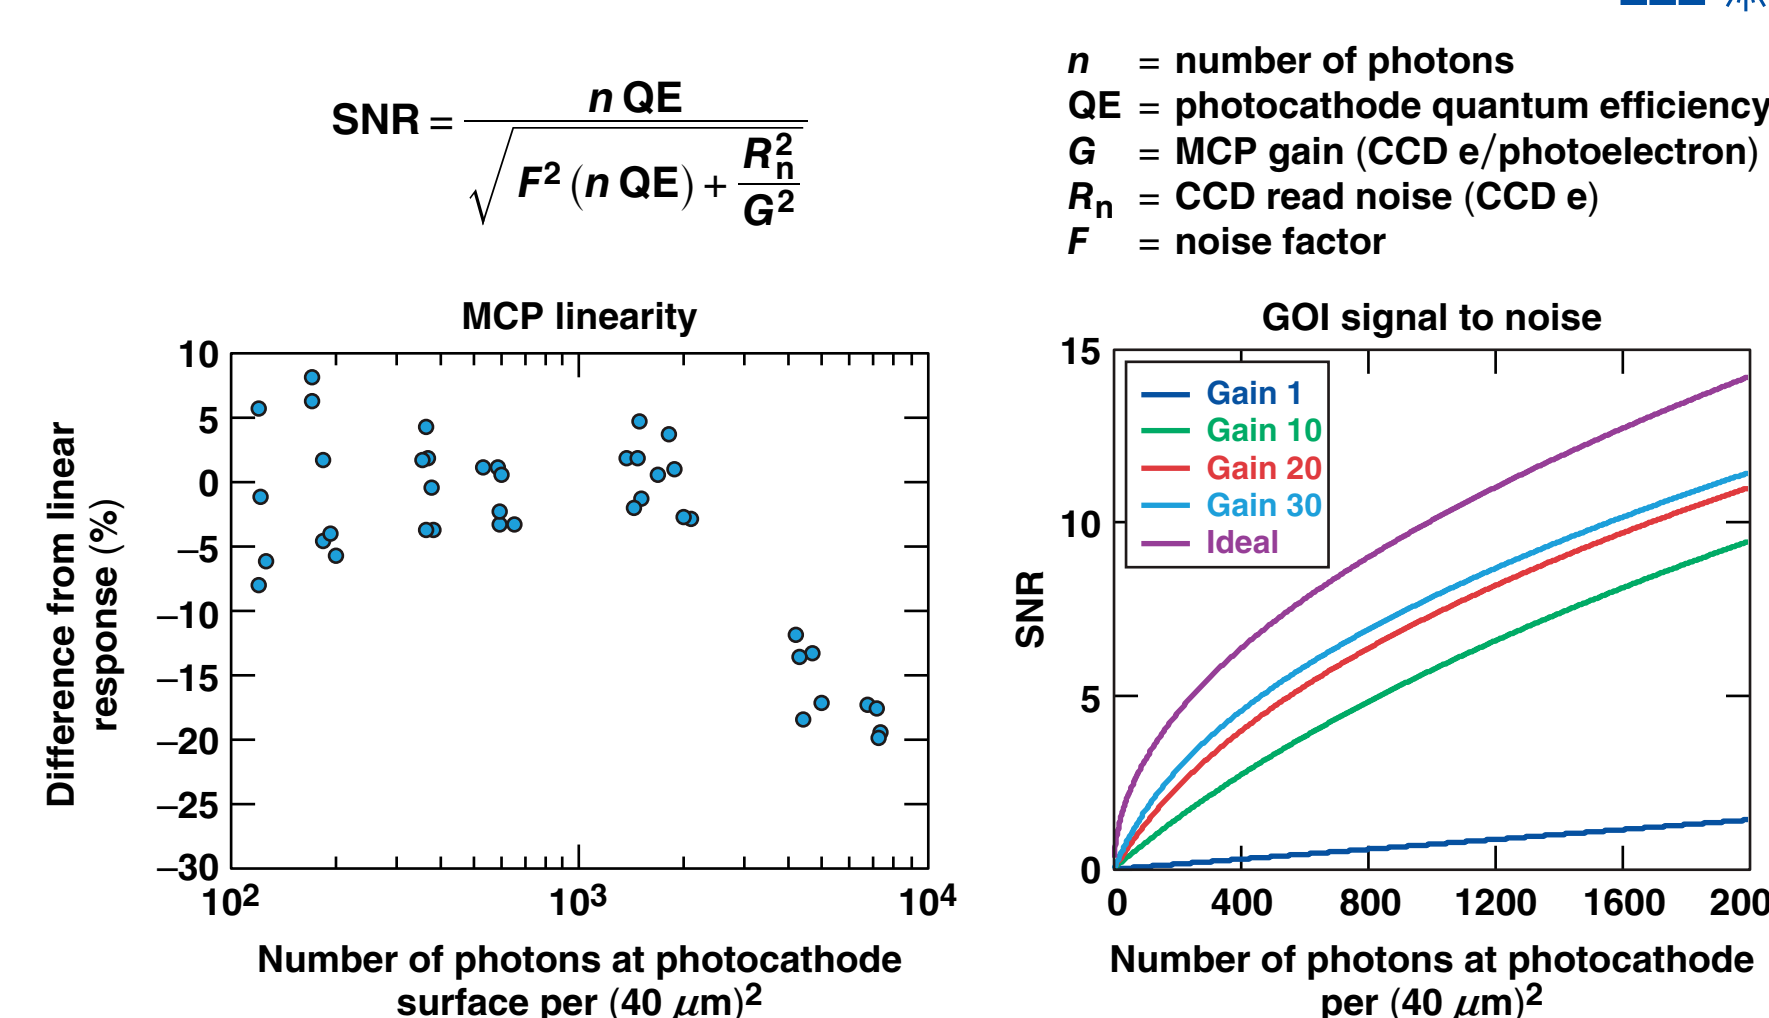 SNR = n QE / √(F² (n QE) + Rn² / G²)
n = number of photons
QE = photocathode quantum efficiency
G = MCP gain (CCD e/photoelectron)
Rn = CCD read noise (CCD e)
F = noise factor
MCP linearity
10
5
0
–5
–10
–15
–20
–25
–30
Difference from linear
response (%)
10²
10³
10⁴
Number of photons at photocathode
surface per (40 µm)²
GOI signal to noise
15
10
5
0
SNR
Gain 1
Gain 10
Gain 20
Gain 30
Ideal
0 400 800 1200 1600 200
Number of photons at photocathode
per (40 µm)²